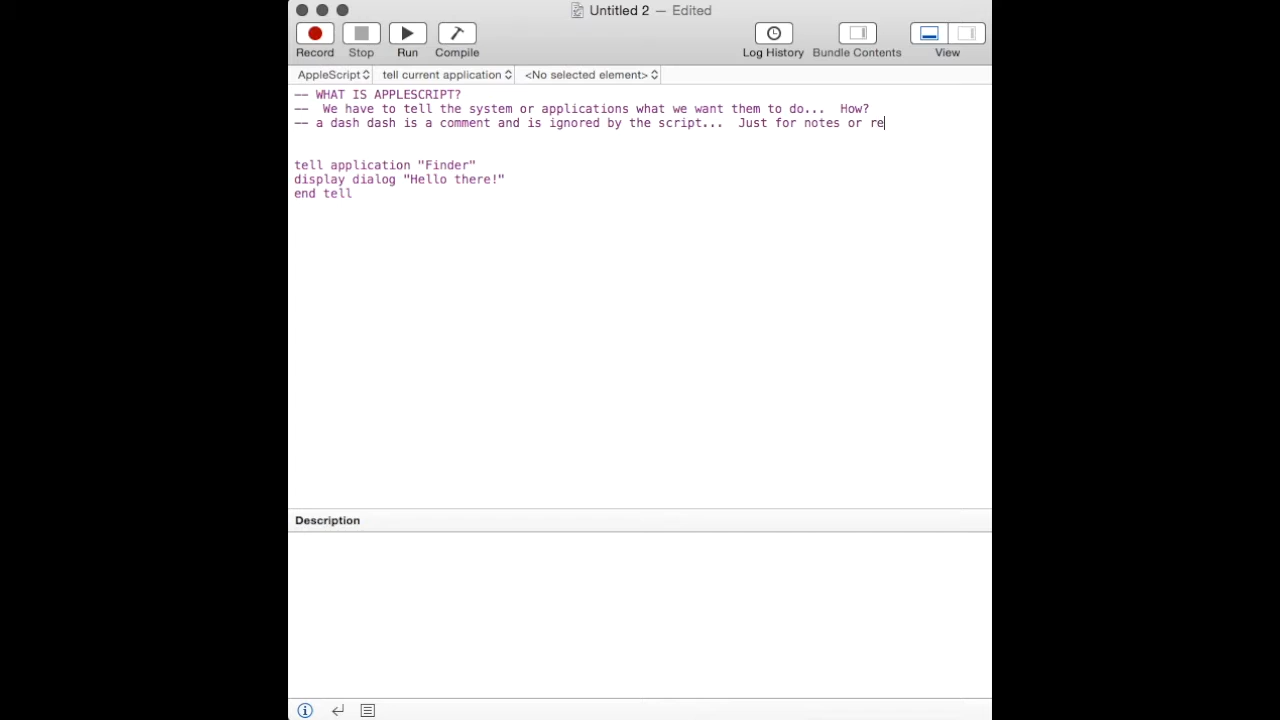 Untitled 2 — Edited
Record Stop Run Compile Log History Bundle Contents View
AppleScript tell current application <No selected element>
-- WHAT IS APPLESCRIPT?
--  We have to tell the system or applications what we want them to do...  How?
-- a dash dash is a comment and is ignored by the script...  Just for notes or re
tell application "Finder"
display dialog "Hello there!"
end tell
Description